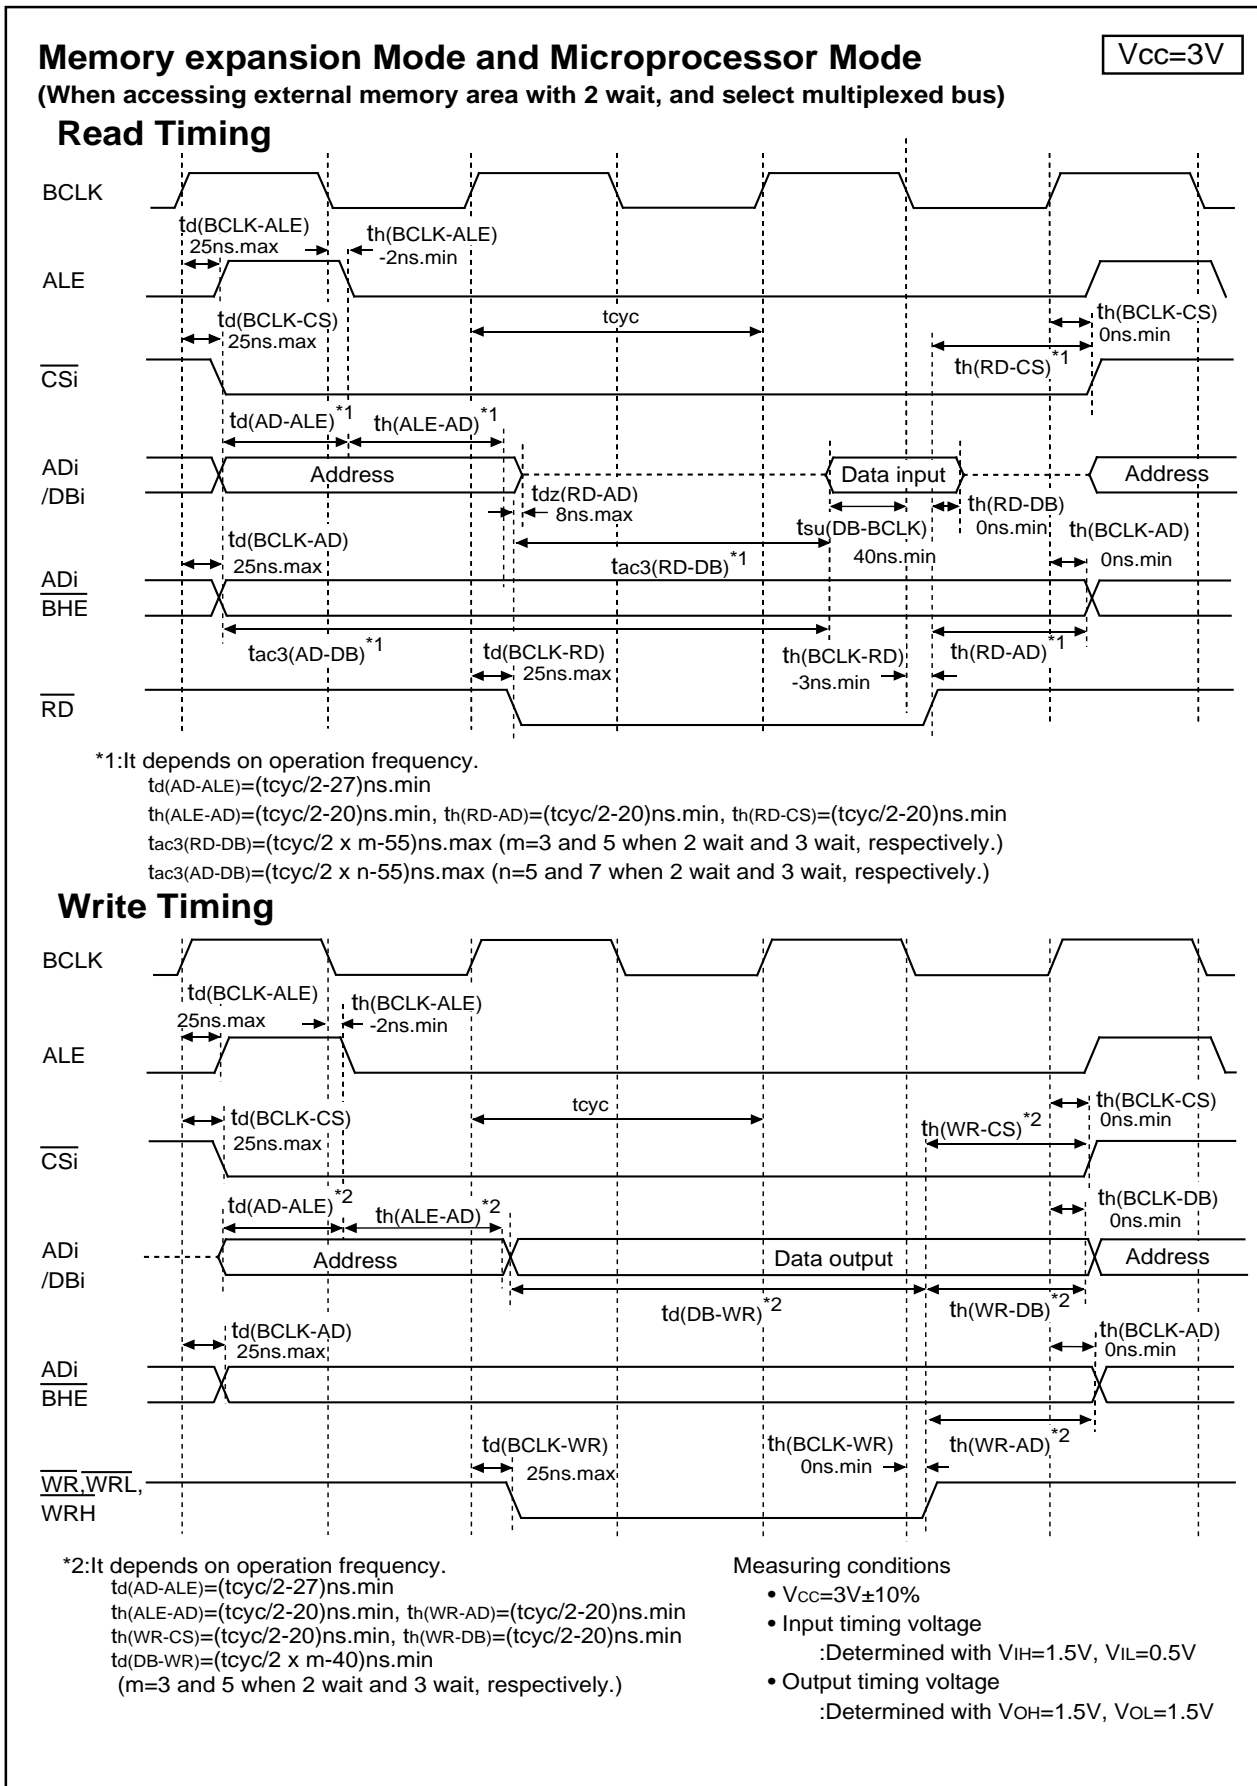 Memory expansion Mode and Microprocessor Mode
Vcc=3V
(When accessing external memory area with 2 wait, and select multiplexed bus)
Read Timing
BCLK
td(BCLK-ALE)
25ns.max
th(BCLK-ALE)
-2ns.min
ALE
td(BCLK-CS)
25ns.max
tcyc
th(BCLK-CS)
0ns.min
th(RD-CS)*1
CSi
td(AD-ALE)*1
th(ALE-AD)*1
ADi
/DBi
Address
Data input
Address
tdz(RD-AD)
8ns.max
th(RD-DB)
0ns.min
tsu(DB-BCLK)
40ns.min
th(BCLK-AD)
0ns.min
td(BCLK-AD)
25ns.max
tac3(RD-DB)*1
ADi
BHE
tac3(AD-DB)*1
td(BCLK-RD)
25ns.max
th(BCLK-RD)
-3ns.min
th(RD-AD)*1
RD
*1:It depends on operation frequency.
td(AD-ALE)=(tcyc/2-27)ns.min
th(ALE-AD)=(tcyc/2-20)ns.min, th(RD-AD)=(tcyc/2-20)ns.min, th(RD-CS)=(tcyc/2-20)ns.min
tac3(RD-DB)=(tcyc/2 x m-55)ns.max (m=3 and 5 when 2 wait and 3 wait, respectively.)
tac3(AD-DB)=(tcyc/2 x n-55)ns.max (n=5 and 7 when 2 wait and 3 wait, respectively.)
Write Timing
BCLK
td(BCLK-ALE)
25ns.max
th(BCLK-ALE)
-2ns.min
ALE
td(BCLK-CS)
25ns.max
tcyc
th(BCLK-CS)
0ns.min
th(WR-CS)*2
CSi
td(AD-ALE)*2
th(ALE-AD)*2
th(BCLK-DB)
0ns.min
ADi
/DBi
Address
Data output
Address
td(DB-WR)*2
th(WR-DB)*2
td(BCLK-AD)
25ns.max
th(BCLK-AD)
0ns.min
ADi
BHE
td(BCLK-WR)
25ns.max
th(BCLK-WR)
0ns.min
th(WR-AD)*2
WR,WRL,
WRH
*2:It depends on operation frequency.
td(AD-ALE)=(tcyc/2-27)ns.min
th(ALE-AD)=(tcyc/2-20)ns.min, th(WR-AD)=(tcyc/2-20)ns.min
th(WR-CS)=(tcyc/2-20)ns.min, th(WR-DB)=(tcyc/2-20)ns.min
td(DB-WR)=(tcyc/2 x m-40)ns.min
(m=3 and 5 when 2 wait and 3 wait, respectively.)
Measuring conditions
• VCC=3V±10%
• Input timing voltage
:Determined with VIH=1.5V, VIL=0.5V
• Output timing voltage
:Determined with VOH=1.5V, VOL=1.5V